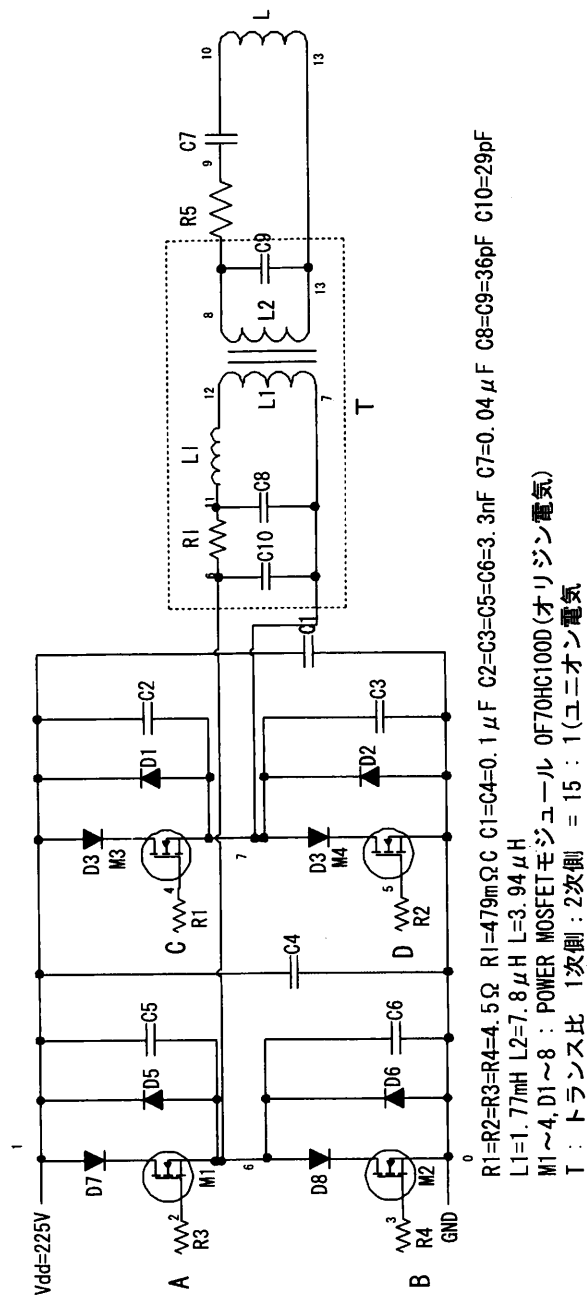 Vdd=225V
1
D7
D5
C5
A
2
R3
M1
C4
D3
D1
C2
C
4
R1
M3
6
7
B
3
R4
D8
M2
D6
C6
GND
0
D
5
R2
D3
M4
D2
C3
C1
6
R1
11
L1
12
C10
C8
L1
7
L2
8
C9
13
T
R5
9
C7
10
L
13
R1=R2=R3=R4=4.5Ω R1=479mΩC C1=C4=0.1μF C2=C3=C5=C6=3.3nF C7=0.04μF C8=C9=36pF C10=29pF
L1=1.77mH L2=7.8μH L=3.94μH
M1~4,D1~8 : POWER MOSFETモジュール OF70HC100D(オリジン電気)
T : トランス比 1次側:2次側 = 15 : 1(ユニオン電気